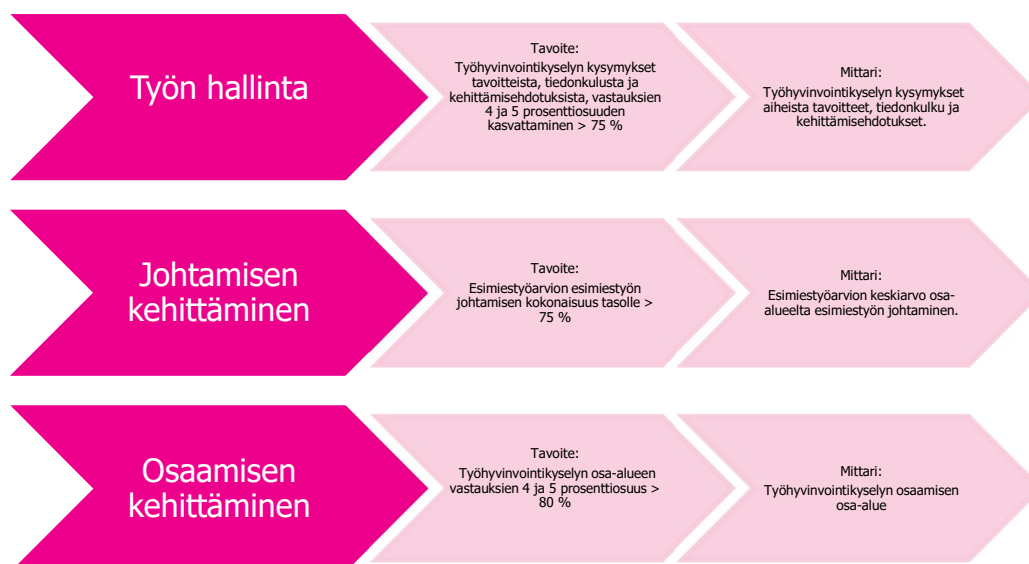 Työn hallinta
Tavoite:
Työhyvinvointikyselyn kysymykset
tavoitteista, tiedonkulusta ja
kehittämisehdotuksista, vastauksien
4 ja 5 prosenttiosuuden
kasvattaminen > 75 %
Mittari:
Työhyvinvointikyselyn kysymykset
aiheista tavoitteet, tiedonkulku ja
kehittämisehdotukset.
Johtamisen
kehittäminen
Tavoite:
Esimiestyöarvion esimiestyön
johtamisen kokonaisuus tasolle >
75 %
Mittari:
Esimiestyöarvion keskiarvo osa-
alueelta esimiestyön johtaminen.
Osaamisen
kehittäminen
Tavoite:
Työhyvinvointikyselyn osa-alueen
vastauksien 4 ja 5 prosenttiosuus >
80 %
Mittari:
Työhyvinvointikyselyn osaamisen
osa-alue